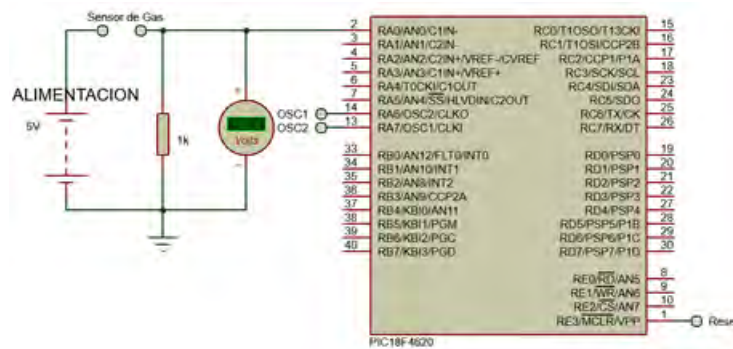 Sensor de Gas
ALIMENTACION
5V
1k
Volts
OSC1
OSC2
2 RA0/AN0/C1IN-
3 RA1/AN1/C2IN-
4 RA2/AN2/C2IN+/VREF-/CVREF
5 RA3/AN3/C1IN+/VREF+
6 RA4/T0CKI/C1OUT
7 RA5/AN4/SS/HLVDIN/C2OUT
14 RA6/OSC2/CLKO
13 RA7/OSC1/CLKI
33 RB0/AN12/FLT0/INT0
34 RB1/AN10/INT1
35 RB2/AN8/INT2
36 RB3/AN9/CCP2A
37 RB4/KBI0/AN11
38 RB5/KBI1/PGM
39 RB6/KBI2/PGC
40 RB7/KBI3/PGD
RC0/T1OSO/T13CKI 15
RC1/T1OSI/CCP2B 16
RC2/CCP1/P1A 17
RC3/SCK/SCL 18
RC4/SDI/SDA 23
RC5/SDO 24
RC6/TX/CK 25
RC7/RX/DT 26
RD0/PSP0 19
RD1/PSP1 20
RD2/PSP2 21
RD3/PSP3 22
RD4/PSP4 27
RD5/PSP5/P1B 28
RD6/PSP6/P1C 29
RD7/PSP7/P1D 30
RE0/RD/AN5 8
RE1/WR/AN6 9
RE2/CS/AN7 10
RE3/MCLR/VPP 1
Rese
PIC18F4620